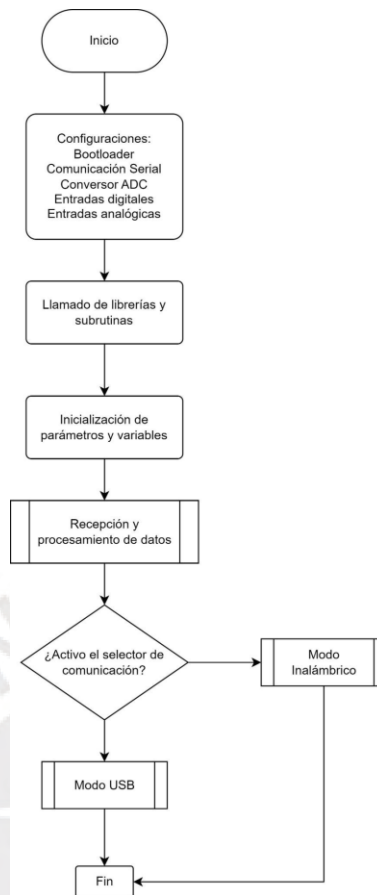 Inicio
Configuraciones:
Bootloader
Comunicación Serial
Conversor ADC
Entradas digitales
Entradas analógicas
Llamado de librerías y
subrutinas
Inicialización de
parámetros y variables
Recepción y
procesamiento de datos
¿Activo el selector de
comunicación?
Modo
Inalámbrico
Modo USB
Fin